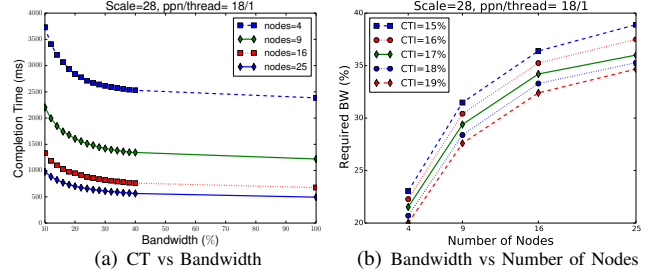 Scale=28, ppn/thread= 18/1
Completion Time (ms)
4000
3500
3000
2500
2000
1500
1000
500
0
nodes=4
nodes=9
nodes=16
nodes=25
10 20 30 40 50 60 70 80 90 100
Bandwidth (%)
(a) CT vs Bandwidth
Scale=28, ppn/thread= 18/1
Required BW (%)
40
35
30
25
20
CTI=15%
CTI=16%
CTI=17%
CTI=18%
CTI=19%
4 9 16 25
Number of Nodes
(b) Bandwidth vs Number of Nodes